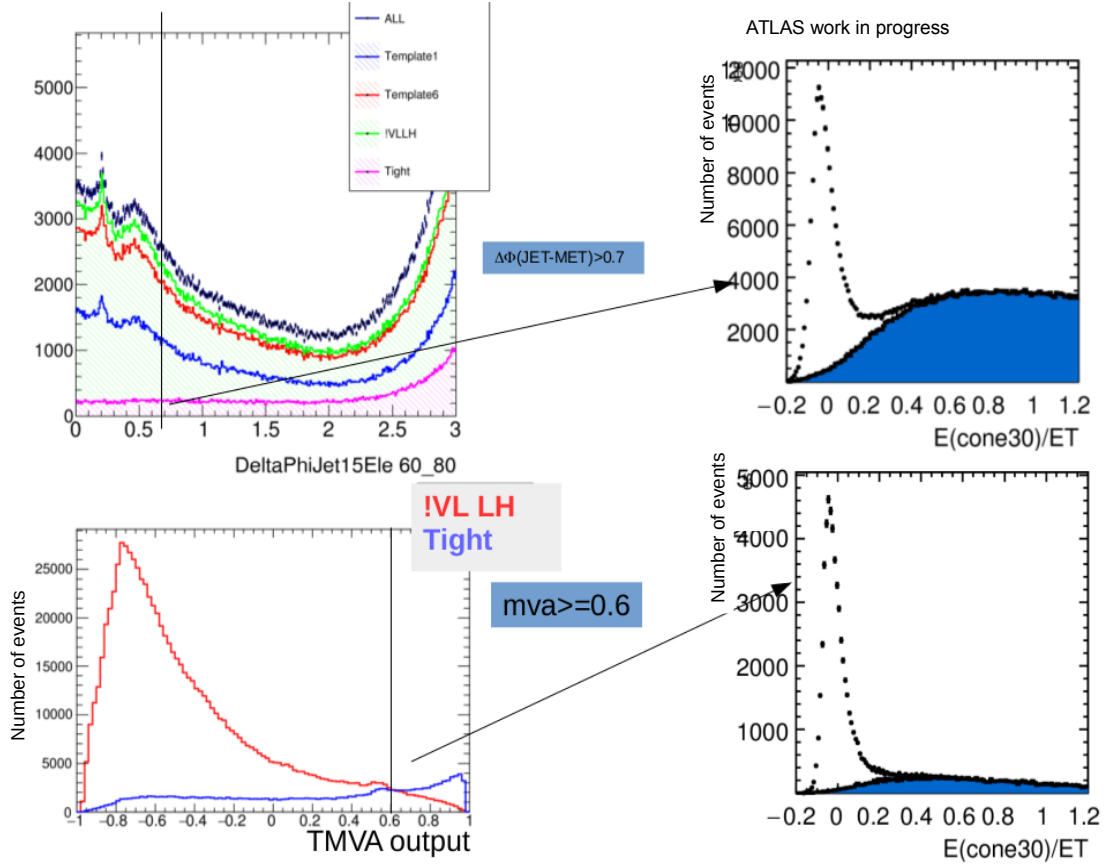 ALL
Template1
Template6
!VLLH
Tight
5000
4000
3000
2000
1000
0
0 0.5 1 1.5 2 2.5 3
DeltaPhiJet15Ele 60_80
ΔΦ(JET-MET)>0.7
ATLAS work in progress
Number of events
12000
10000
8000
6000
4000
2000
−0.2 0 0.2 0.4 0.6 0.8 1 1.2
E(cone30)/ET
!VL LH
Tight
Number of events
25000
20000
15000
10000
5000
0
−1 −0.8 −0.6 −0.4 −0.2 0 0.2 0.4 0.6 0.8 1
TMVA output
mva>=0.6
Number of events
5000
4000
3000
2000
1000
−0.2 0 0.2 0.4 0.6 0.8 1 1.2
E(cone30)/ET